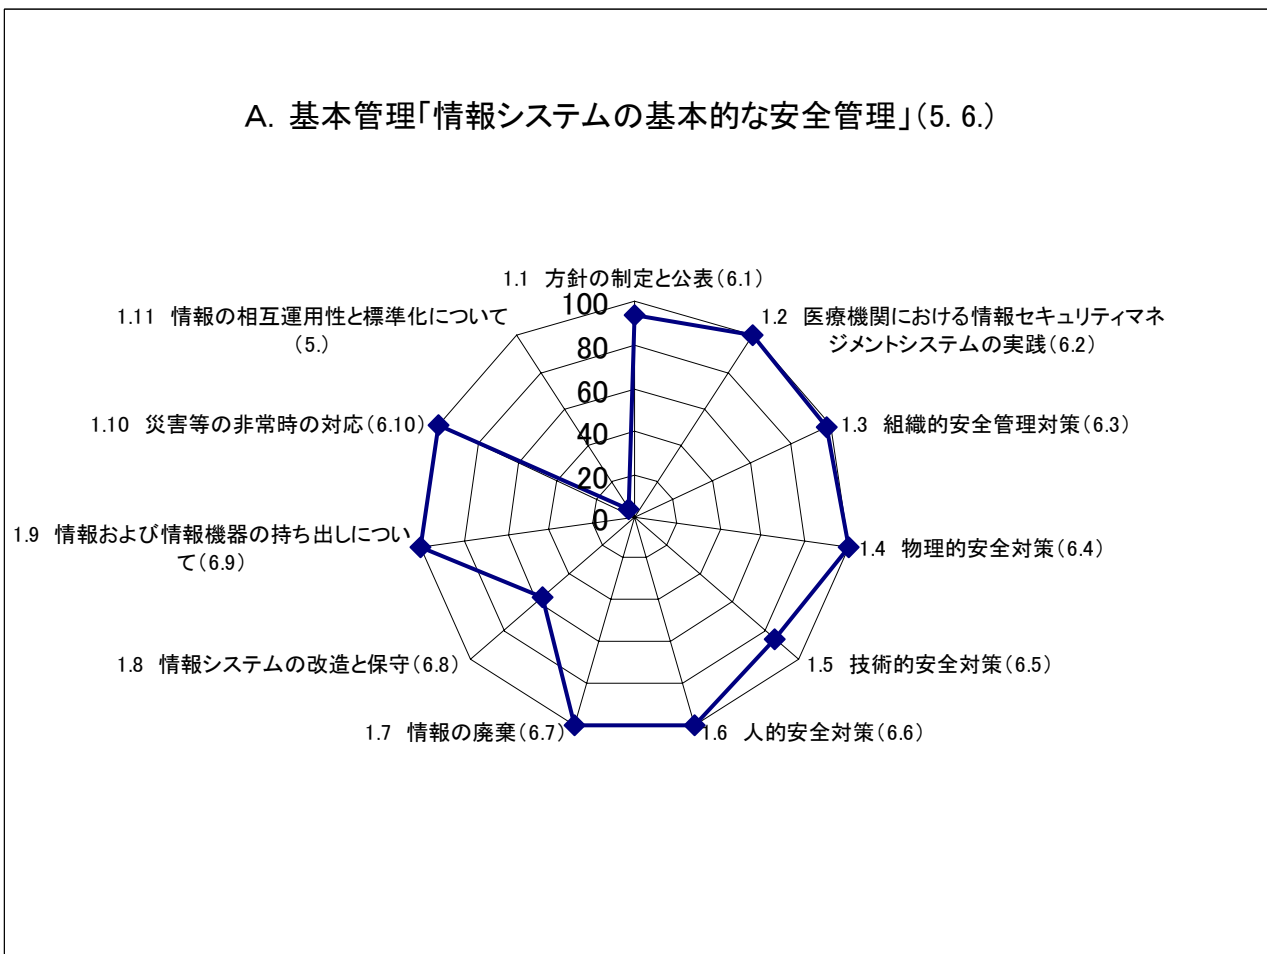 A. 基本管理「情報システムの基本的な安全管理」(5. 6.)
1.1 方針の制定と公表(6.1)
1.2 医療機関における情報セキュリティマネ
ジメントシステムの実践(6.2)
1.3 組織的安全管理対策(6.3)
1.4 物理的安全対策(6.4)
1.5 技術的安全対策(6.5)
1.6 人的安全対策(6.6)
1.7 情報の廃棄(6.7)
1.8 情報システムの改造と保守(6.8)
1.9 情報および情報機器の持ち出しについ
て(6.9)
1.10 災害等の非常時の対応(6.10)
1.11 情報の相互運用性と標準化について
(5.)
100
80
60
40
20
0